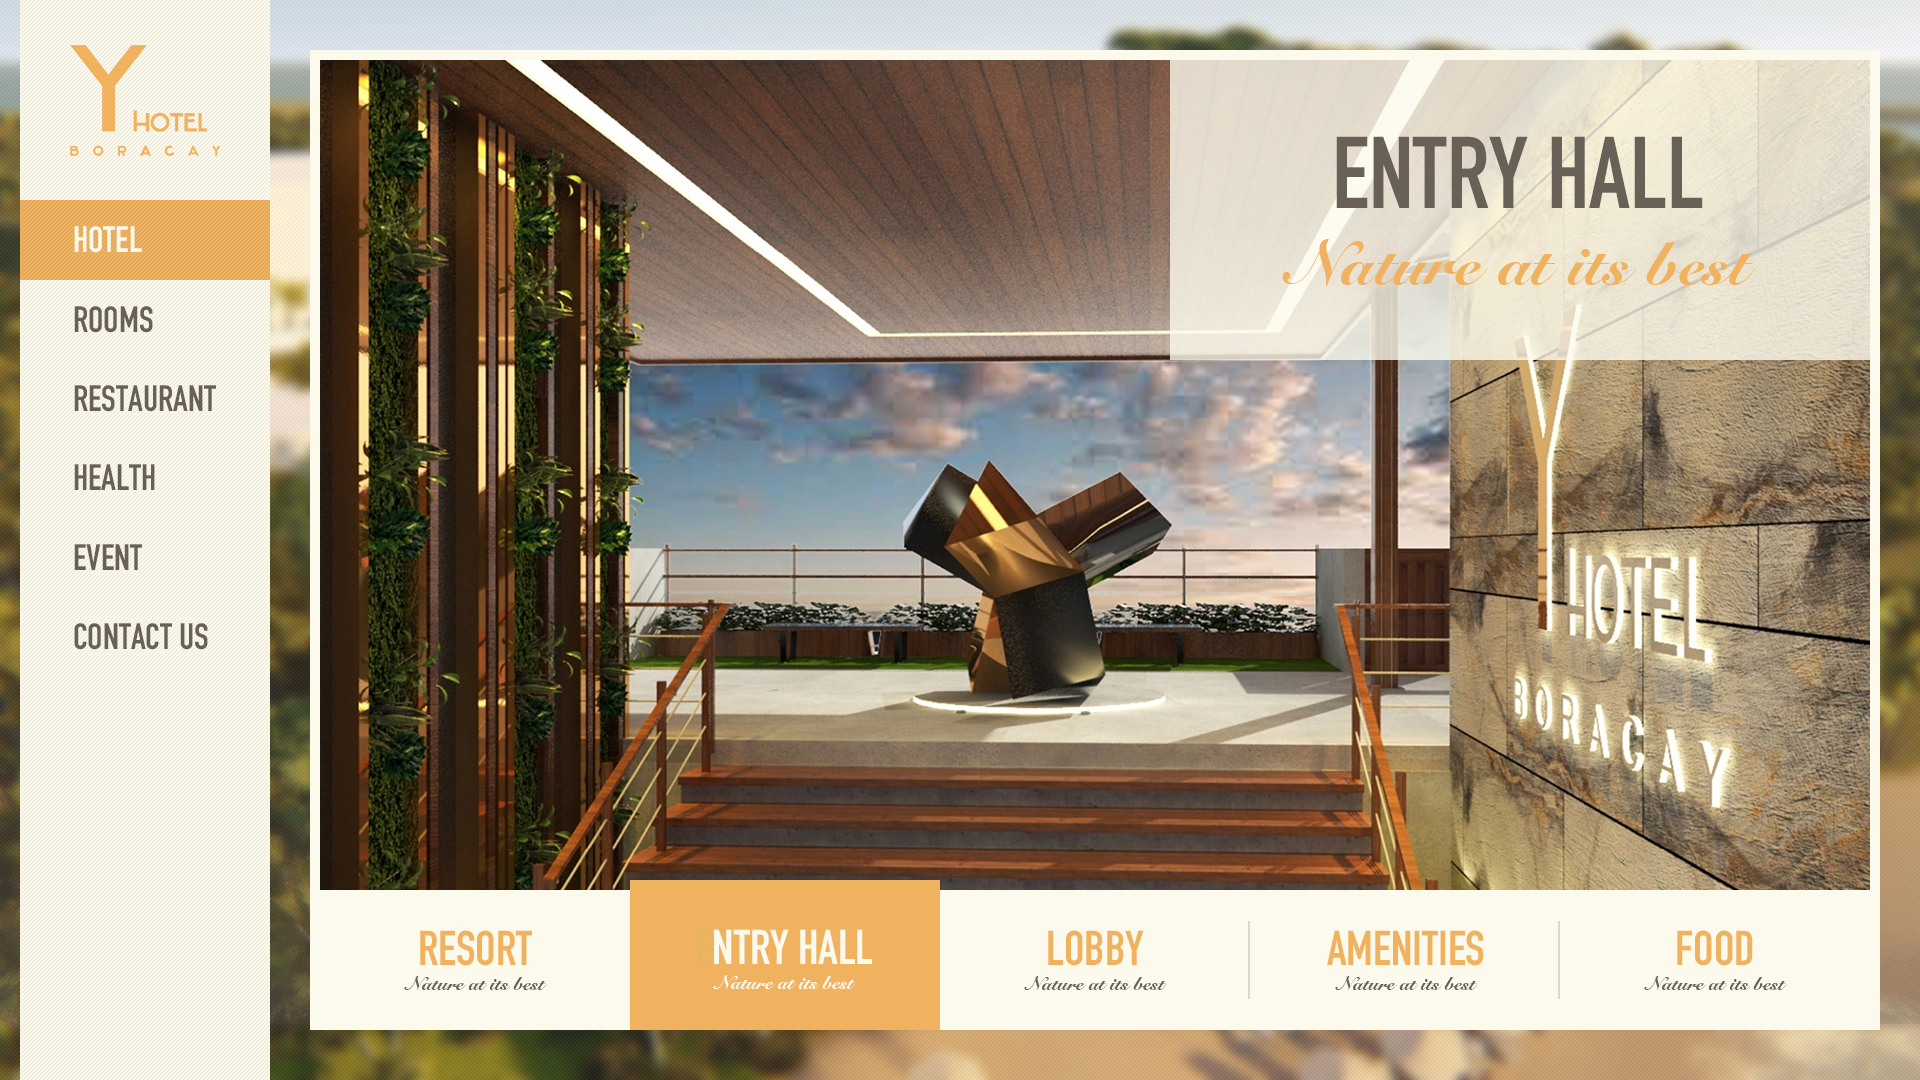 Y HOTEL
BORACAY
HOTEL
ROOMS
RESTAURANT
HEALTH
EVENT
CONTACT US
ENTRY HALL
Nature at its best
Y HOTEL
BORACAY
RESORT
Nature at its best
ENTRY HALL
Nature at its best
LOBBY
Nature at its best
AMENITIES
Nature at its best
FOOD
Nature at its best